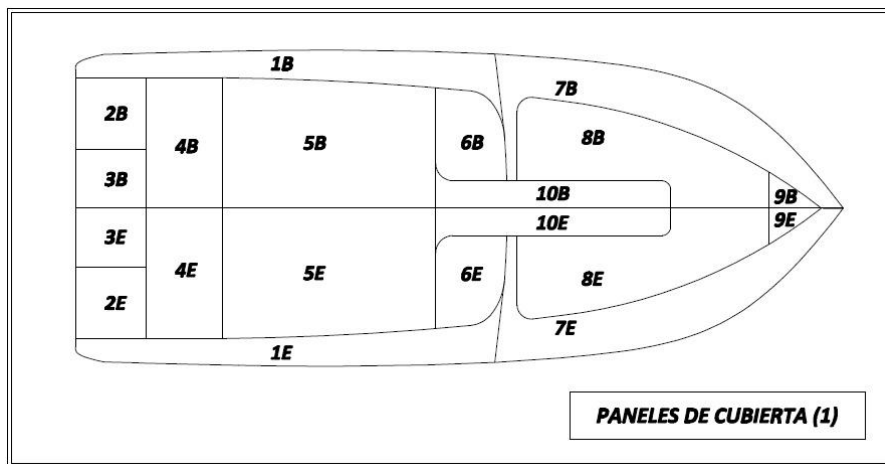 1B
7B
2B
4B
5B
6B
8B
3B
10B
9B
3E
10E
9E
4E
5E
6E
8E
2E
7E
1E
PANELES DE CUBIERTA (1)